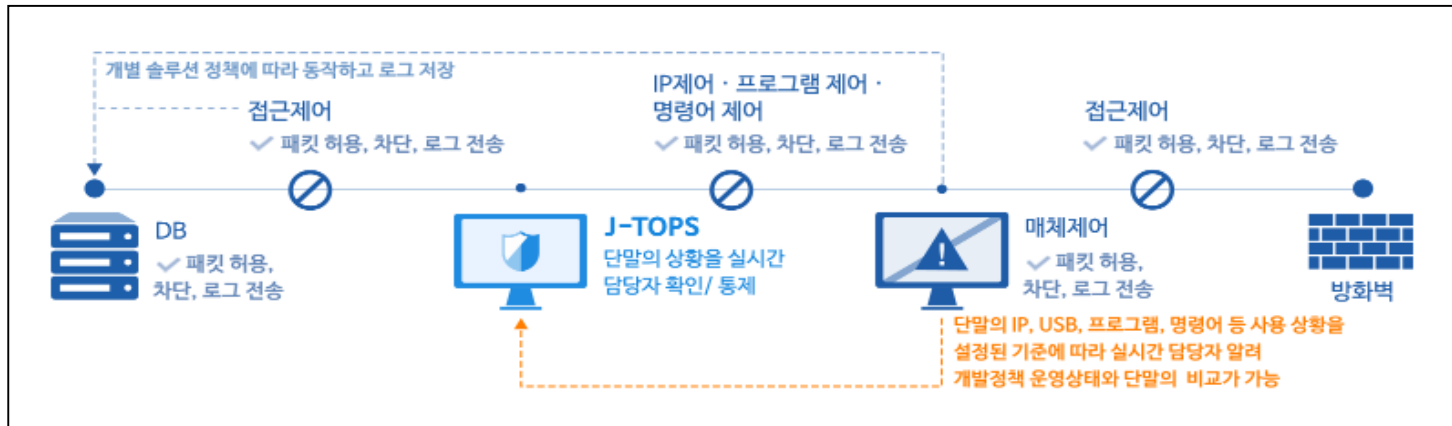 개별 솔루션 정책에 따라 동작하고 로그 저장
접근제어
패킷 허용, 차단, 로그 전송
IP제어 · 프로그램 제어 ·
명령어 제어
패킷 허용, 차단, 로그 전송
접근제어
패킷 허용, 차단, 로그 전송
DB
패킷 허용,
차단, 로그 전송
J-TOPS
단말의 상황을 실시간
담당자 확인/ 통제
매체제어
패킷 허용,
차단, 로그 전송
방화벽
단말의 IP, USB, 프로그램, 명령어 등 사용 상황을
설정된 기준에 따라 실시간 담당자 알려
개발정책 운영상태와 단말의 비교가 가능